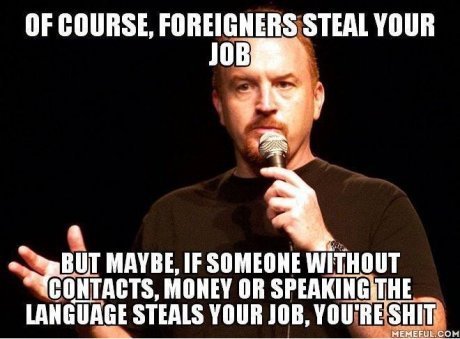 OF COURSE, FOREIGNERS STEAL YOUR
JOB
BUT MAYBE, IF SOMEONE WITHOUT
CONTACTS, MONEY OR SPEAKING THE
LANGUAGE STEALS YOUR JOB, YOU'RE SHIT
MEMEFUL.COM